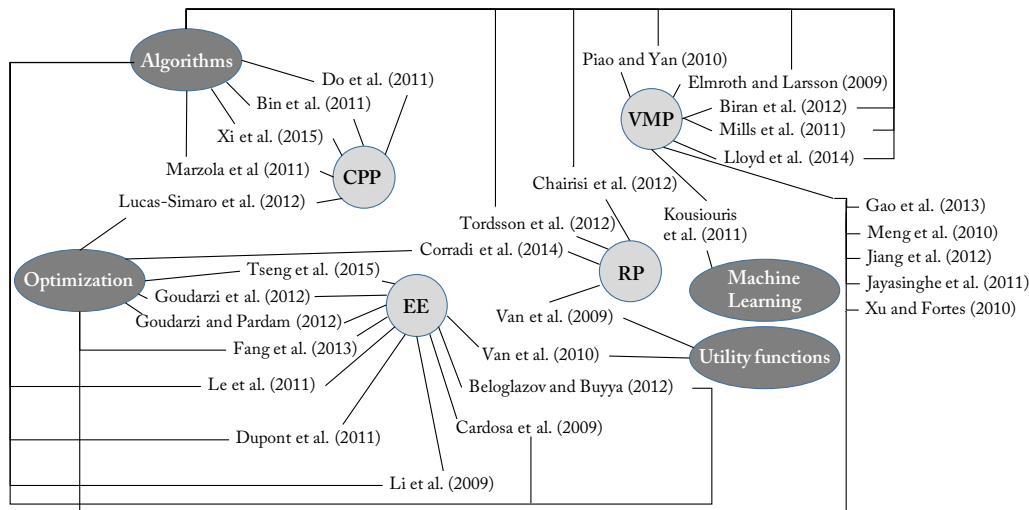 Piao and Yan (2010)
Algorithms
Do et al. (2011)
Elmroth and Larsson (2009)
Bin et al. (2011)
Biran et al. (2012)
VMP
Xi et al. (2015)
Mills et al. (2011)
Lloyd et al. (2014)
Marzola et al (2011)
CPP
Chairisi et al. (2012)
Lucas-Simaro et al. (2012)
Gao et al. (2013)
Kousiouris
et al. (2011)
Tordsson et al. (2012)
Meng et al. (2010)
Corradi et al. (2014)
Jiang et al. (2012)
Tseng et al. (2015)
RP
Optimization
Machine
Learning
Jayasinghe et al. (2011)
Goudarzi et al. (2012)
EE
Xu and Fortes (2010)
Goudarzi and Pardam (2012)
Van et al. (2009)
Fang et al. (2013)
Van et al. (2010)
Utility functions
Le et al. (2011)
Beloglazov and Buyya (2012)
Dupont et al. (2011)
Cardosa et al. (2009)
Li et al. (2009)